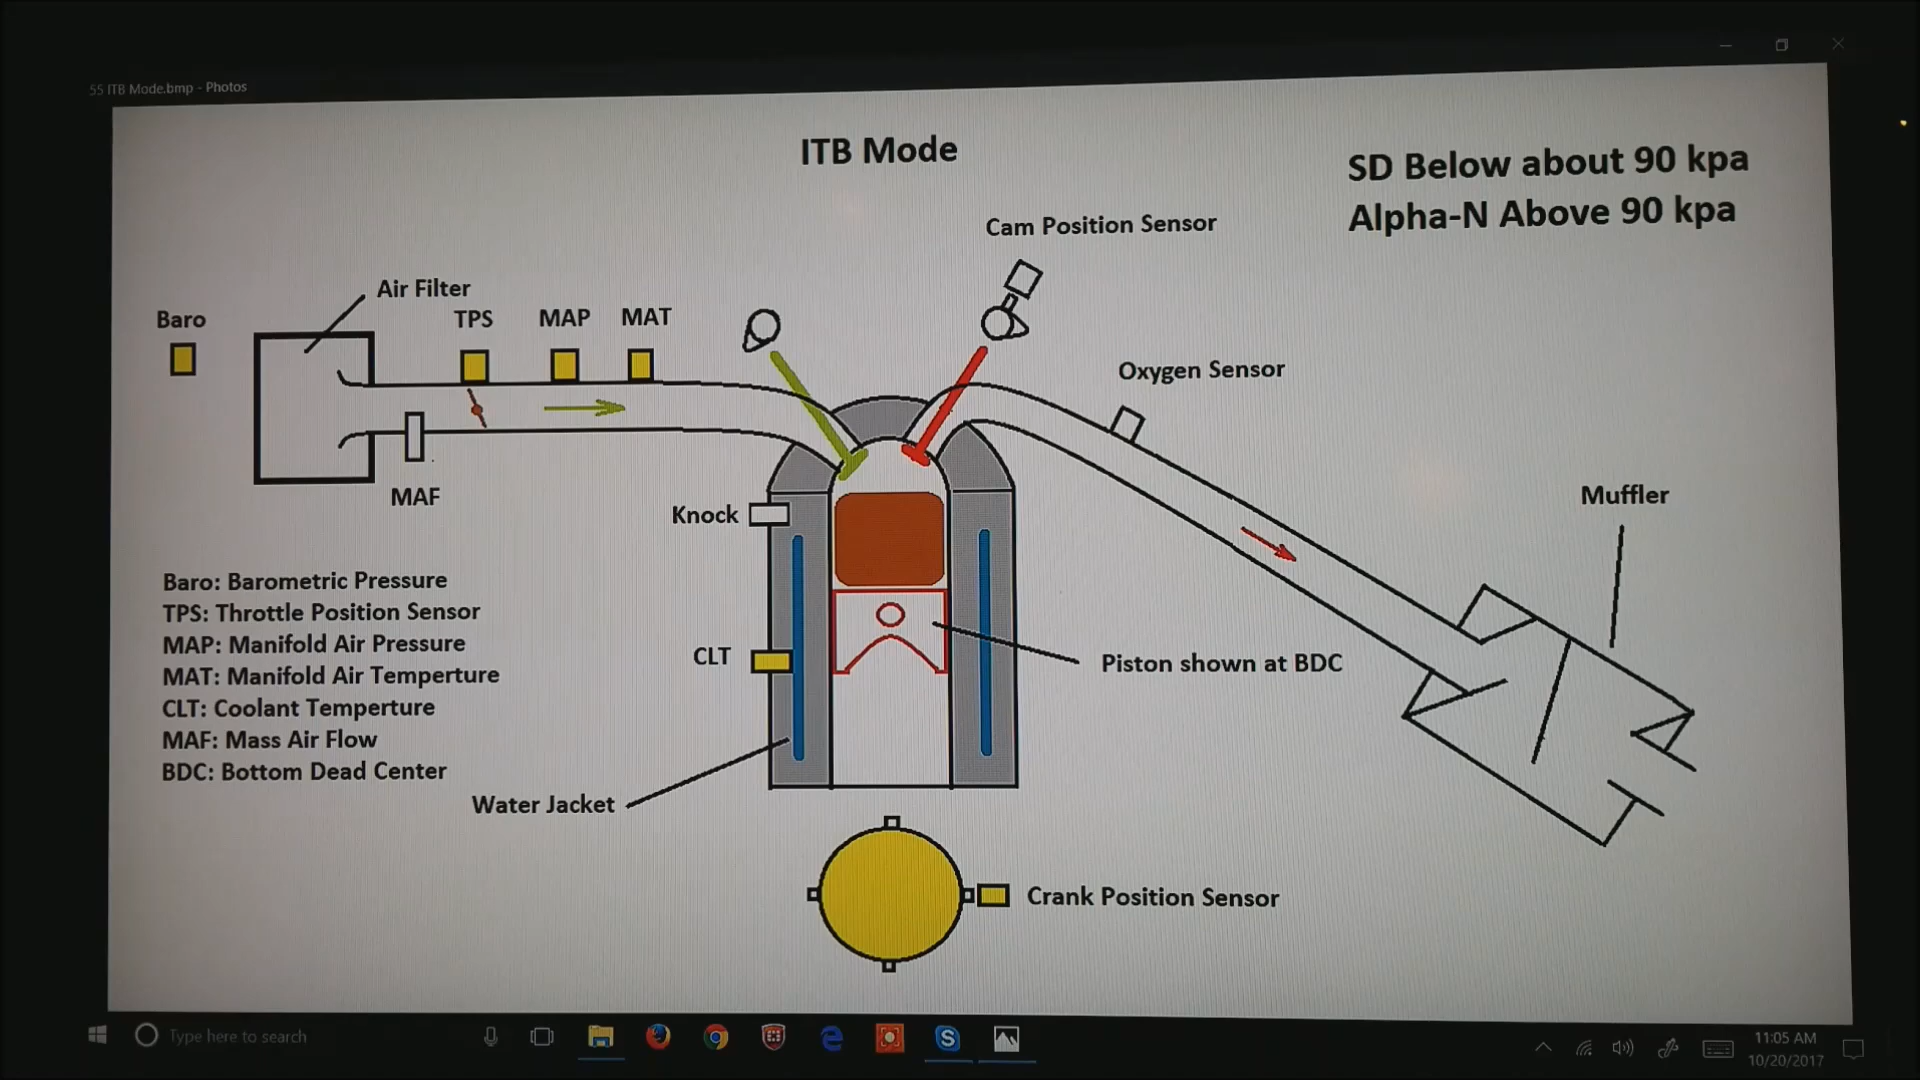 55 ITB Mode.bmp - Photos
ITB Mode
SD Below about 90 kpa
Alpha-N Above 90 kpa
Cam Position Sensor
Air Filter
Baro
TPS
MAP
MAT
Oxygen Sensor
MAF
Knock
Muffler
Baro: Barometric Pressure
TPS: Throttle Position Sensor
MAP: Manifold Air Pressure
MAT: Manifold Air Temperture
CLT: Coolant Temperture
MAF: Mass Air Flow
BDC: Bottom Dead Center
CLT
Piston shown at BDC
Water Jacket
Crank Position Sensor
Type here to search
11:05 AM
10/20/2017